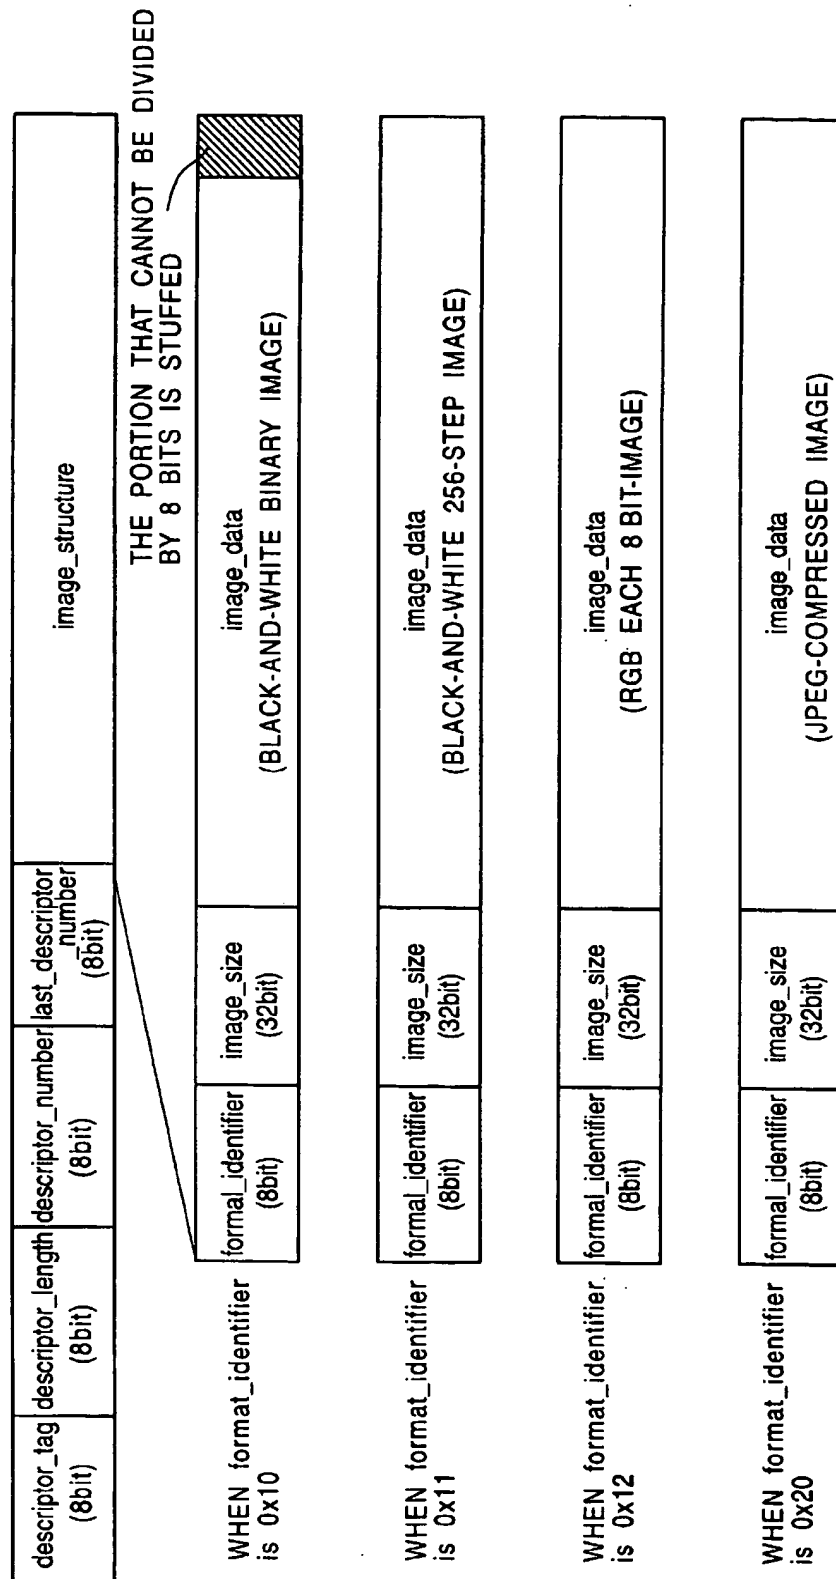 descriptor_tag
(8bit)
descriptor_length
(8bit)
descriptor_number
(8bit)
last_descriptor
_number
(8bit)
image_structure
THE PORTION THAT CANNOT BE DIVIDED
BY 8 BITS IS STUFFED
WHEN format_identifier
is 0x10
formal_identifier
(8bit)
image_size
(32bit)
image_data
(BLACK-AND-WHITE BINARY IMAGE)
WHEN format_identifier
is 0x11
formal_identifier
(8bit)
image_size
(32bit)
image_data
(BLACK-AND-WHITE 256-STEP IMAGE)
WHEN format_identifier
is 0x12
formal_identifier
(8bit)
image_size
(32bit)
image_data
(RGB EACH 8 BIT-IMAGE)
WHEN format_identifier
is 0x20
formal_identifier
(8bit)
image_size
(32bit)
image_data
(JPEG-COMPRESSED IMAGE)